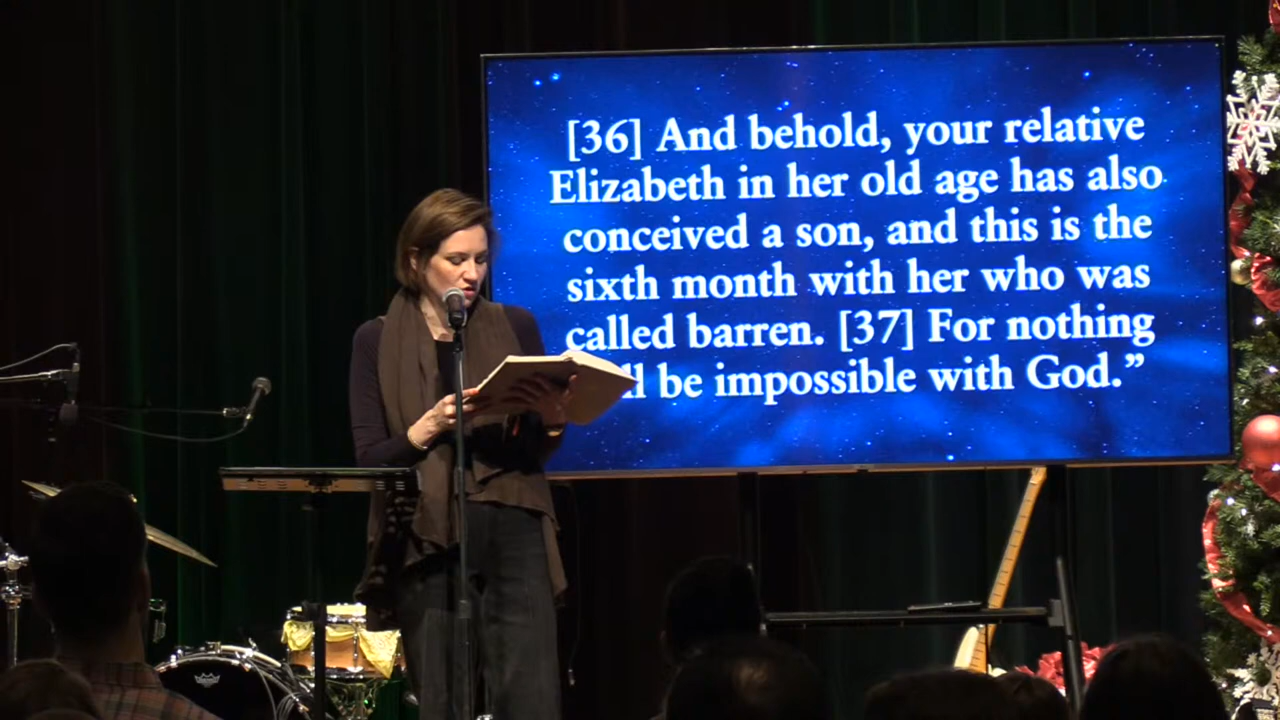 [36] And behold, your relative
Elizabeth in her old age has also
conceived a son, and this is the
sixth month with her who was
called barren. [37] For nothing
be impossible with God.”
REMO